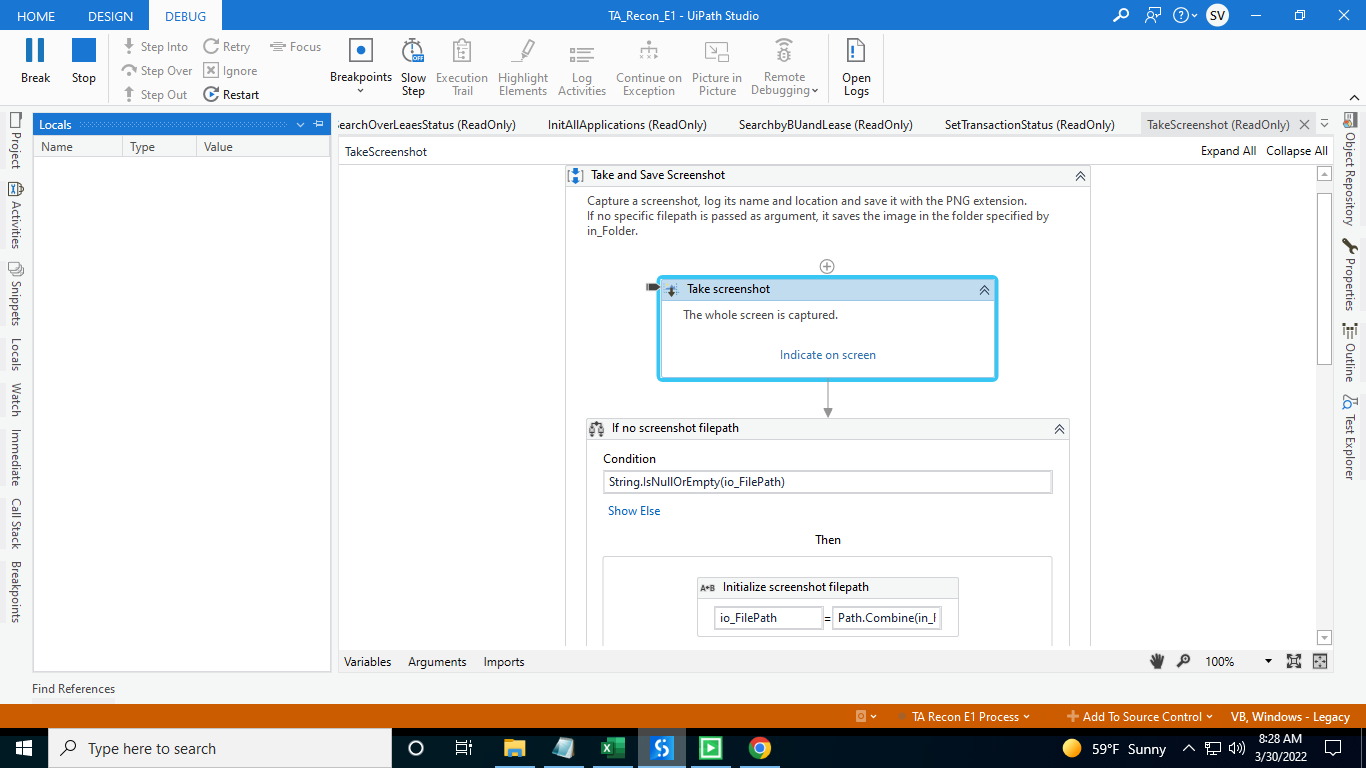 HOME DESIGN DEBUG TA_Recon_E1 - UiPath Studio SV
Break Stop Step Into Step Over Step Out Retry Ignore Restart Focus
Breakpoints Slow Step Execution Trail Highlight Elements Log Activities Continue on Exception Picture in Picture Remote Debugging Open Logs
Locals
Name Type Value
SearchOverLeaesStatus (ReadOnly) InitAllApplications (ReadOnly) SearchbyBUandLease (ReadOnly) SetTransactionStatus (ReadOnly) TakeScreenshot (ReadOnly)
TakeScreenshot Expand All Collapse All
Project
Activities
Snippets
Locals
Watch
Immediate
Call Stack
Breakpoints
Take and Save Screenshot
Capture a screenshot, log its name and location and save it with the PNG extension.
If no specific filepath is passed as argument, it saves the image in the folder specified by
in_Folder.
Take screenshot
The whole screen is captured.
Indicate on screen
If no screenshot filepath
Condition
String.IsNullOrEmpty(io_FilePath)
Show Else
Then
A+B Initialize screenshot filepath
io_FilePath = Path.Combine(in_F
Object Repository
Properties
Outline
Test Explorer
Variables Arguments Imports 100%
Find References
TA Recon E1 Process Add To Source Control VB, Windows - Legacy
Type here to search 59°F Sunny 8:28 AM
3/30/2022